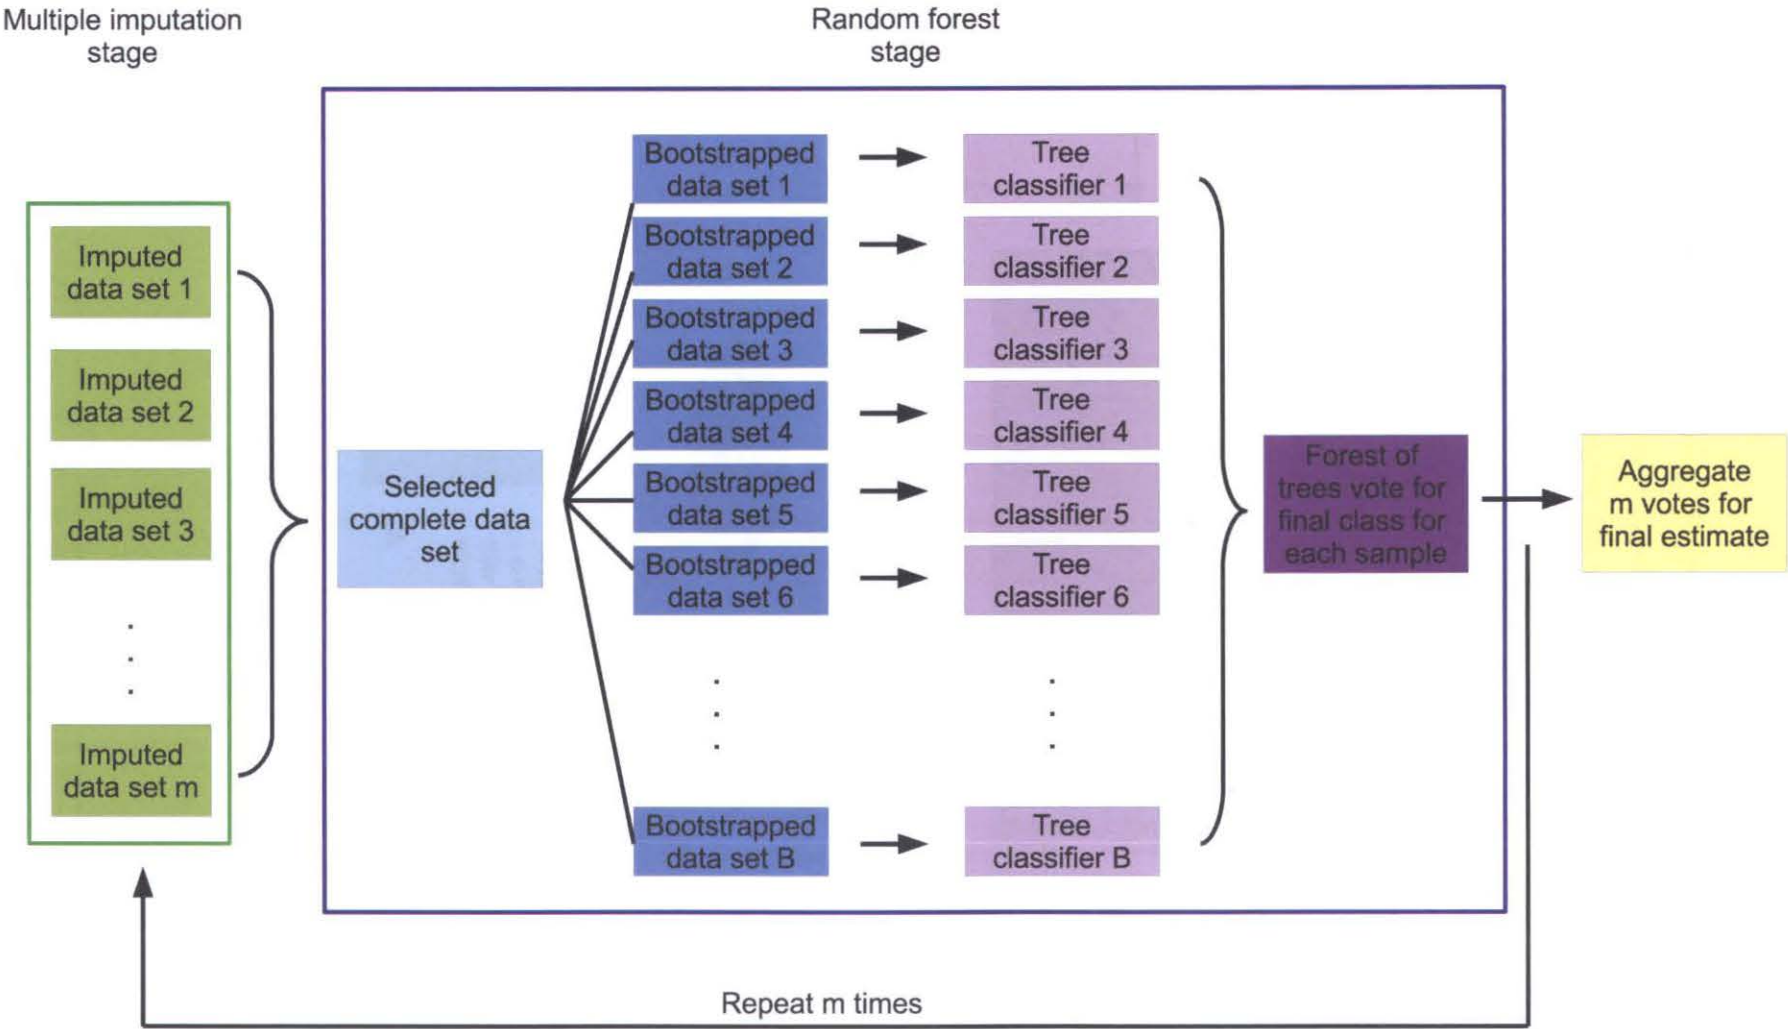 Multiple imputation
stage
Random forest
stage
Imputed
data set 1
Imputed
data set 2
Imputed
data set 3
.
.
.
Imputed
data set m
Selected
complete data
set
Bootstrapped
data set 1
Bootstrapped
data set 2
Bootstrapped
data set 3
Bootstrapped
data set 4
Bootstrapped
data set 5
Bootstrapped
data set 6
.
.
.
Bootstrapped
data set B
Tree
classifier 1
Tree
classifier 2
Tree
classifier 3
Tree
classifier 4
Tree
classifier 5
Tree
classifier 6
.
.
.
Tree
classifier B
Forest of
trees vote for
final class for
each sample
Aggregate
m votes for
final estimate
Repeat m times